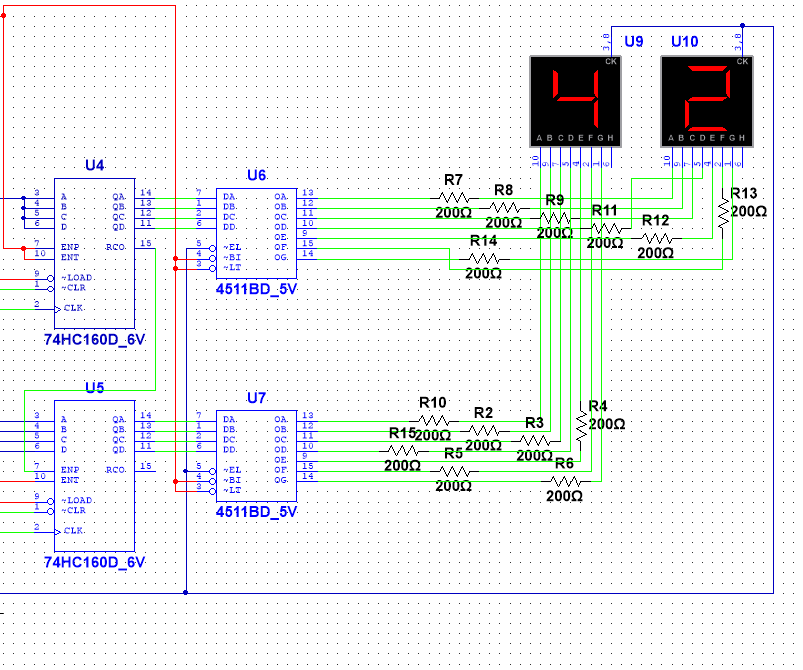 U9 U10
3,8 3,8
CK CK
4 2
A B C D E F G H A B C D E F G H
10 9 7 5 4 2 1 6 10 9 7 5 4 2 1 6
U4
U6
R7
200Ω
R8
200Ω
R9
200Ω
R11
200Ω
R12
200Ω
R13
200Ω
R14
200Ω
3 A QA 14
4 B QB 13
5 C QC 12
6 D QD 11
7 ENP RCO 15
10 ENT
9 ~LOAD
1 ~CLR
2 CLK
74HC160D_6V
7 DA OA 13
1 DB OB 12
2 DC OC 11
6 DD OD 10
OE 9
5 ~EL OF 15
4 ~BI OG 14
3 ~LT
4511BD_5V
U5
U7
R10
200Ω
R2
200Ω
R3
200Ω
R4
200Ω
R15
200Ω
R5
200Ω
R6
200Ω
3 A QA 14
4 B QB 13
5 C QC 12
6 D QD 11
7 ENP RCO 15
10 ENT
9 ~LOAD
1 ~CLR
2 CLK
74HC160D_6V
7 DA OA 13
1 DB OB 12
2 DC OC 11
6 DD OD 10
OE 9
5 ~EL OF 15
4 ~BI OG 14
3 ~LT
4511BD_5V